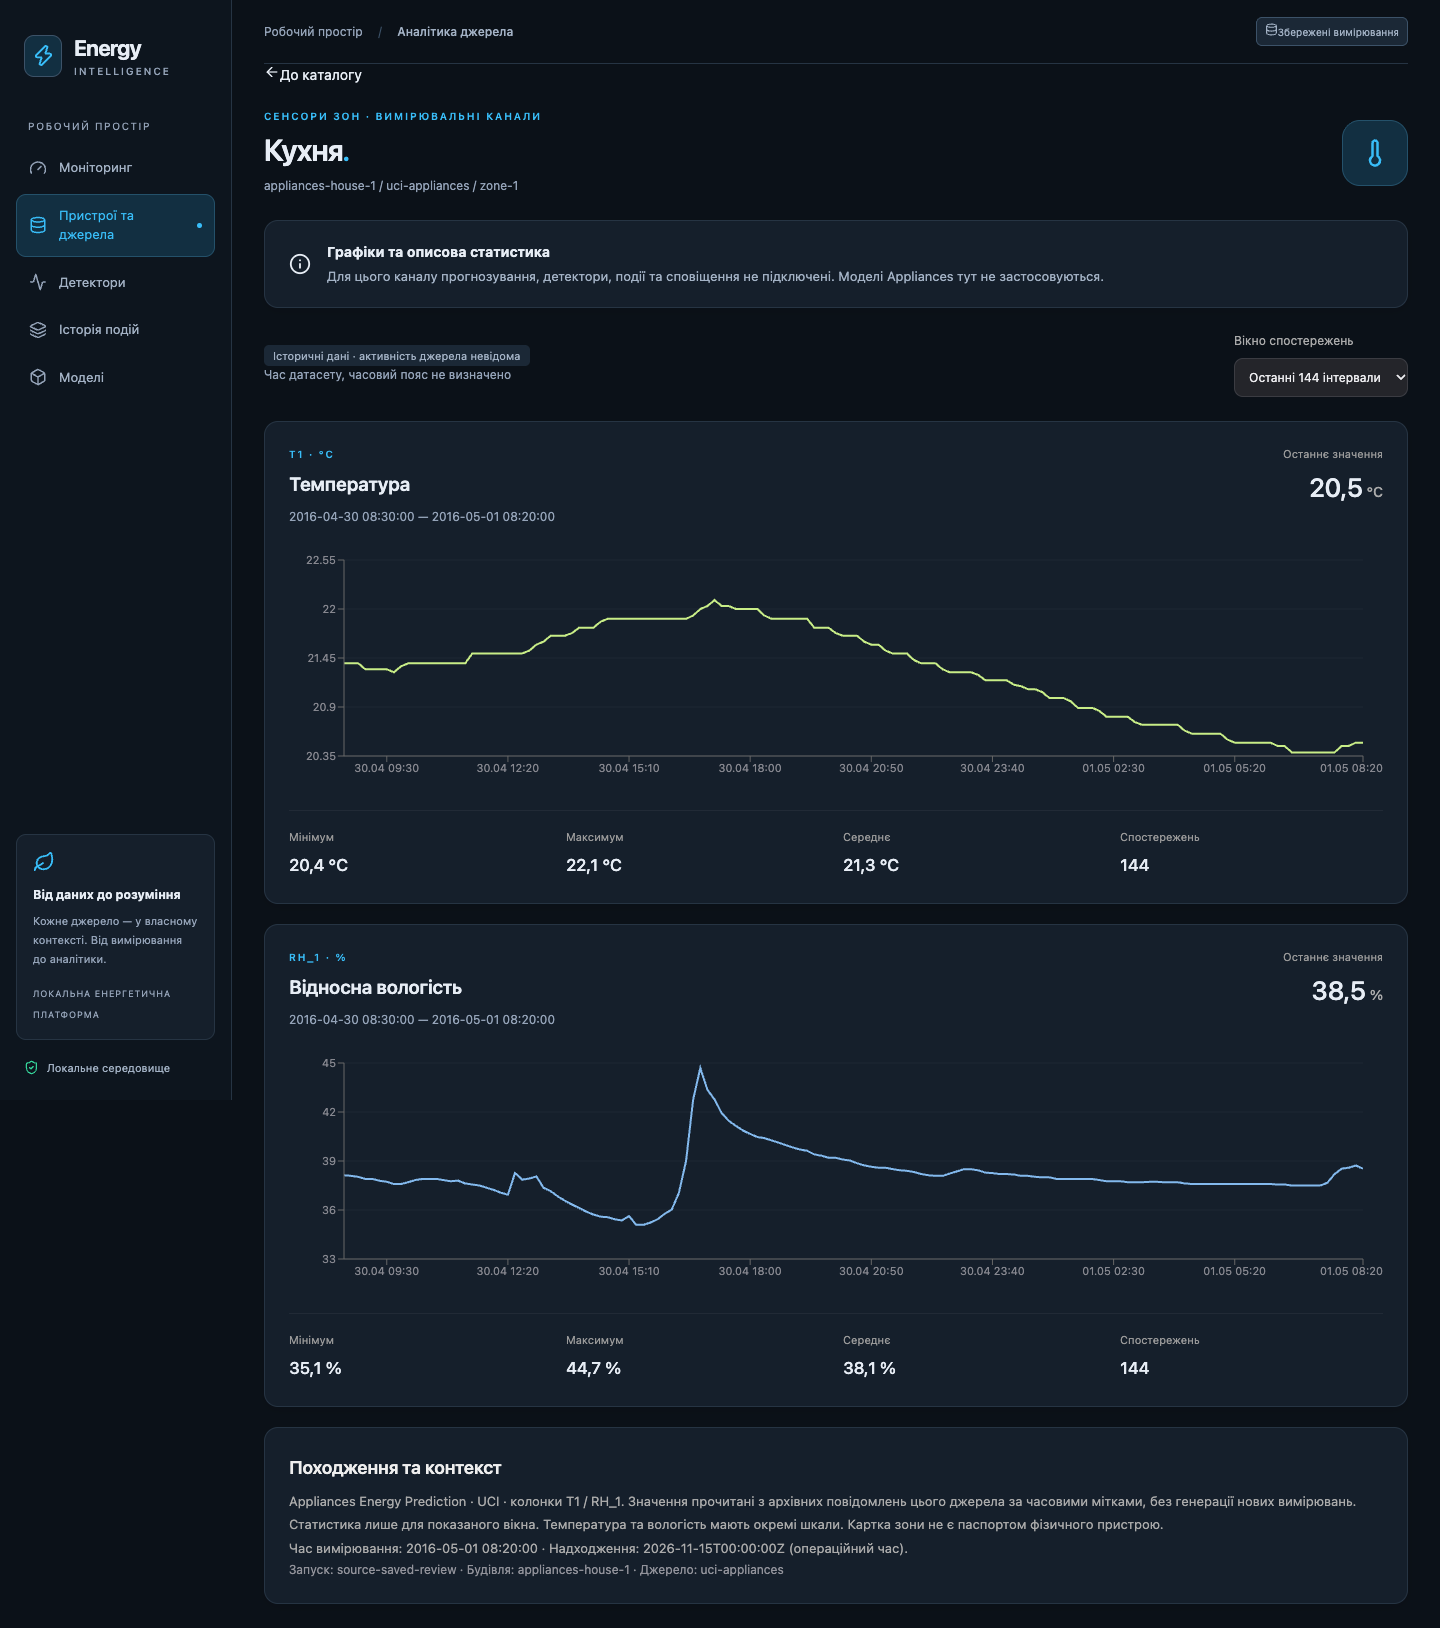 Energy
INTELLIGENCE
РОБОЧИЙ ПРОСТІР
Моніторинг
Пристрої та
джерела
Детектори
Історія подій
Моделі
Від даних до розуміння
Кожне джерело — у власному
контексті. Від вимірювання
до аналітики.
ЛОКАЛЬНА ЕНЕРГЕТИЧНА
ПЛАТФОРМА
Локальне середовище
Робочий простір / Аналітика джерела
Збережені вимірювання
До каталогу
СЕНСОРИ ЗОН · ВИМІРЮВАЛЬНІ КАНАЛИ
Кухня.
appliances-house-1 / uci-appliances / zone-1
Графіки та описова статистика
Для цього каналу прогнозування, детектори, події та сповіщення не підключені. Моделі Appliances тут не застосовуються.
Історичні дані · активність джерела невідома
Час датасету, часовий пояс не визначено
Вікно спостережень
Останні 144 інтервали
T1 · °C
Температура
2016-04-30 08:30:00 — 2016-05-01 08:20:00
Останнє значення
20,5 °C
22.55
22
21.45
20.9
20.35
30.04 09:30 30.04 12:20 30.04 15:10 30.04 18:00 30.04 20:50 30.04 23:40 01.05 02:30 01.05 05:20 01.05 08:20
Мінімум Максимум Середнє Спостережень
20,4 °C 22,1 °C 21,3 °C 144
RH_1 · %
Відносна вологість
2016-04-30 08:30:00 — 2016-05-01 08:20:00
Останнє значення
38,5 %
45
42
39
36
33
30.04 09:30 30.04 12:20 30.04 15:10 30.04 18:00 30.04 20:50 30.04 23:40 01.05 02:30 01.05 05:20 01.05 08:20
Мінімум Максимум Середнє Спостережень
35,1 % 44,7 % 38,1 % 144
Походження та контекст
Appliances Energy Prediction · UCI · колонки T1 / RH_1. Значення прочитані з архівних повідомлень цього джерела за часовими мітками, без генерації нових вимірювань.
Статистика лише для показаного вікна. Температура та вологість мають окремі шкали. Картка зони не є паспортом фізичного пристрою.
Час вимірювання: 2016-05-01 08:20:00 · Надходження: 2026-11-15T00:00:00Z (операційний час).
Запуск: source-saved-review · Будівля: appliances-house-1 · Джерело: uci-appliances